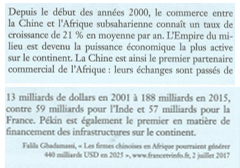 Depuis le début des années 2000, le commerce entre
la Chine et l'Afrique subsaharienne connaît un taux de
croissance de 21 % en moyenne par an. L'Empire du mi-
lieu est devenu la puissance économique la plus active
sur le continent. La Chine est ainsi le premier partenaire
commercial de l'Afrique : leurs échanges sont passés de
13 milliards de dollars en 2001 à 188 milliards en 2015,
contre 59 milliards pour l'Inde et 57 milliards pour la
France. Pékin est également le premier en matière de
financement des infrastructures sur le continent.
Falila Gbadamassi, « Les firmes chinoises en Afrique pourraient générer
440 milliards USD en 2025 », www.francetvinfo.fr, 2 juillet 2017